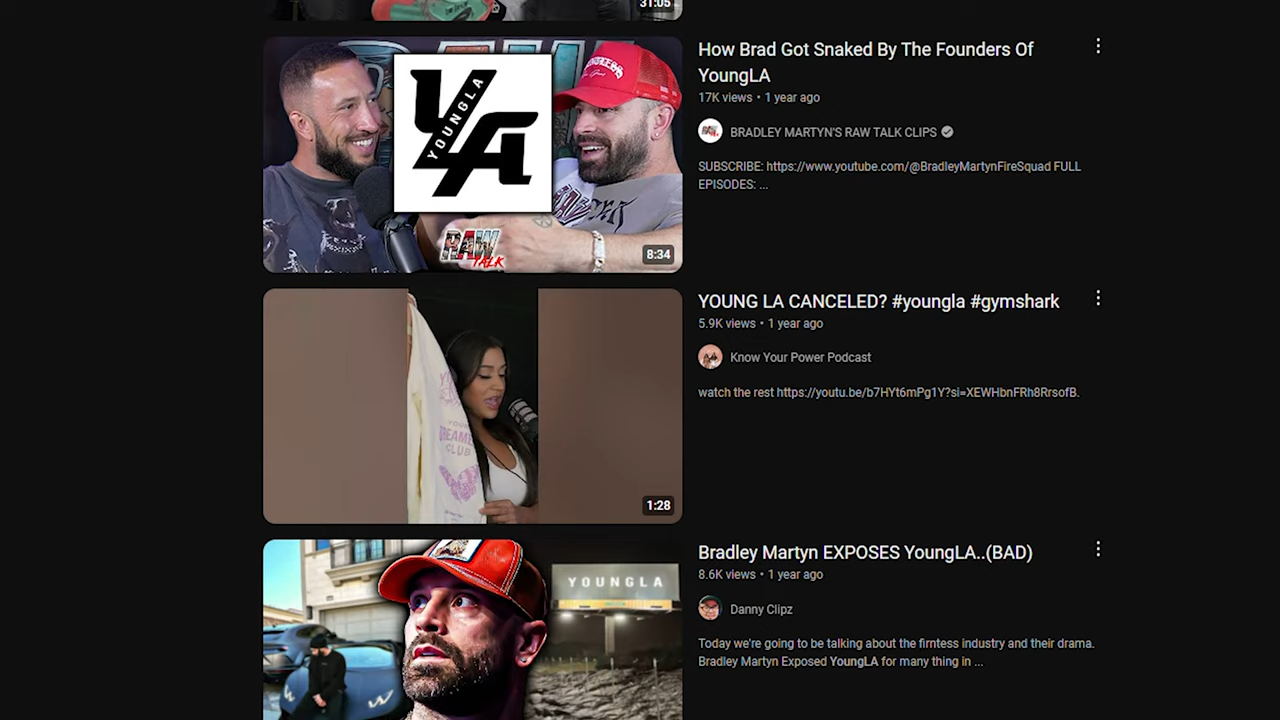 31:05
How Brad Got Snaked By The Founders Of
YoungLA
17K views • 1 year ago
BRADLEY MARTYN'S RAW TALK CLIPS
SUBSCRIBE: https://www.youtube.com/@BradleyMartynFireSquad FULL
EPISODES: ...
YOUNGLA
RAW
TALK
8:34
YOUNG LA CANCELED? #youngla #gymshark
5.9K views • 1 year ago
Know Your Power Podcast
watch the rest https://youtu.be/b7HYt6mPg1Y?si=XEWHbnFRh8RrsofB.
DREAMER
CLUB
1:28
Bradley Martyn EXPOSES YoungLA..(BAD)
8.6K views • 1 year ago
Danny Clipz
Today we're going to be talking about the firntess industry and their drama.
Bradley Martyn Exposed YoungLA for many thing in ...
YOUNGLA